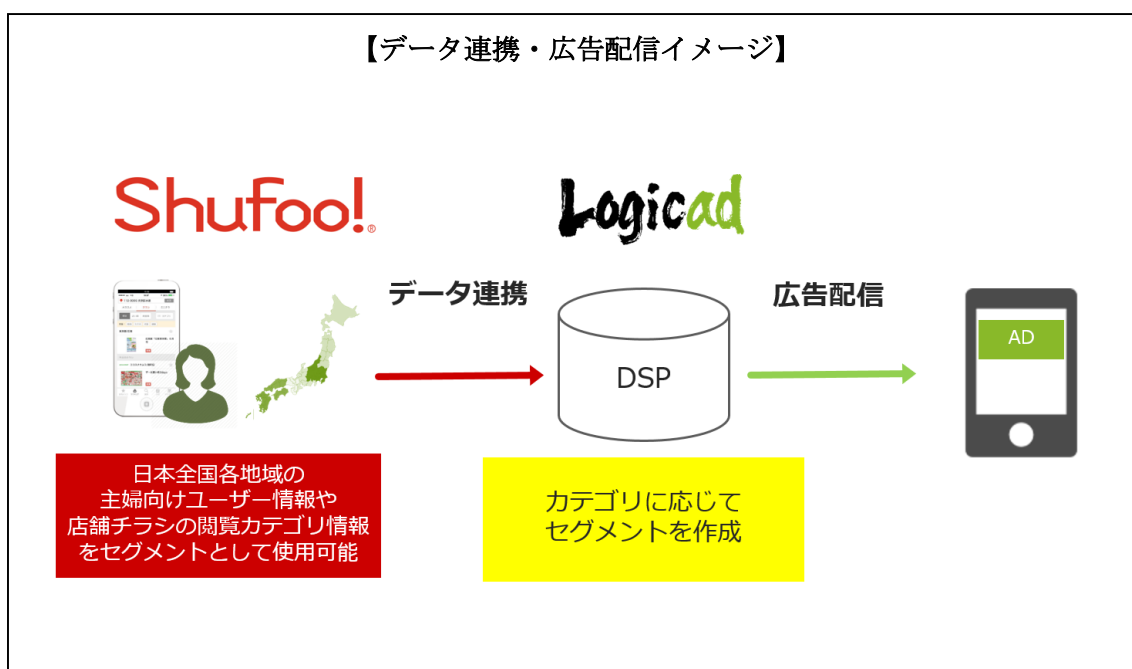 【データ連携・広告配信イメージ】
Shufoo!®
Logicad
データ連携
広告配信
DSP
AD
日本全国各地域の
主婦向けユーザー情報や
店舗チラシの閲覧カテゴリ情報
をセグメントとして使用可能
カテゴリに応じて
セグメントを作成